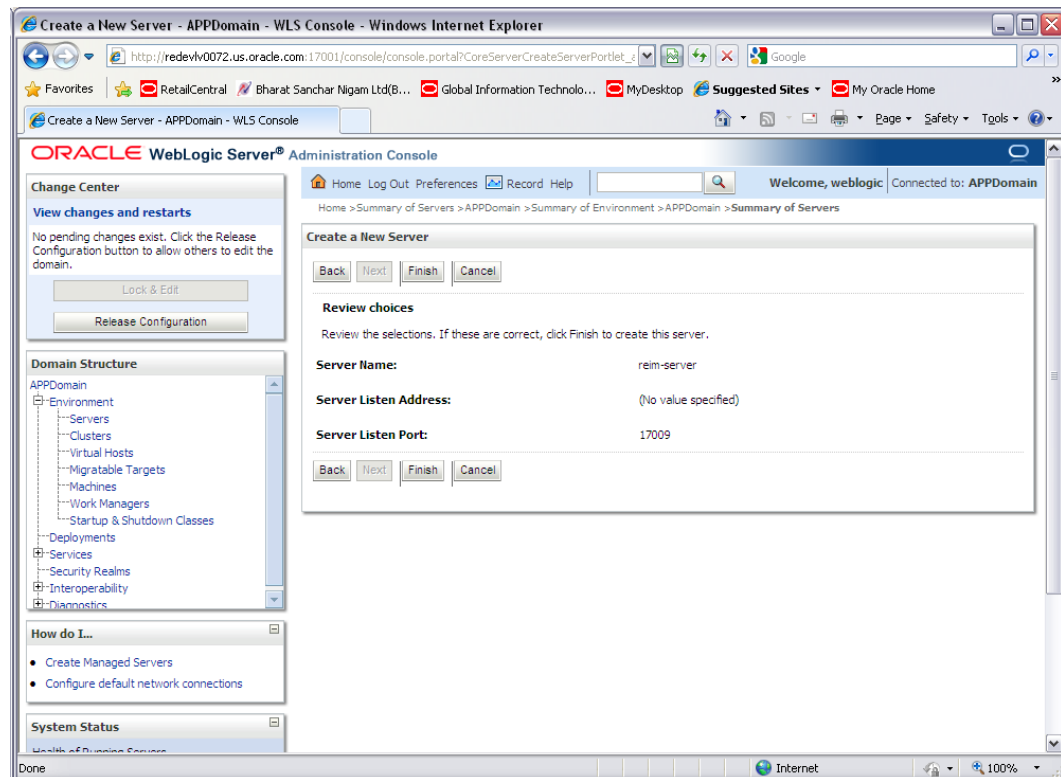 Create a New Server - APPDomain - WLS Console - Windows Internet Explorer
http://redevlv0072.us.oracle.com:17001/console/console.portal?CoreServerCreateServerPortlet_
Google
Favorites RetailCentral Bharat Sanchar Nigam Ltd(B... Global Information Technolo... MyDesktop Suggested Sites My Oracle Home »
Create a New Server - APPDomain - WLS Console
Page Safety Tools
ORACLE WebLogic Server® Administration Console
Change Center
View changes and restarts
No pending changes exist. Click the Release
Configuration button to allow others to edit the
domain.
Lock & Edit
Release Configuration
Domain Structure
APPDomain
Environment
Servers
Clusters
Virtual Hosts
Migratable Targets
Machines
Work Managers
Startup & Shutdown Classes
Deployments
Services
Security Realms
Interoperability
Diagnostics
How do I...
Create Managed Servers
Configure default network connections
System Status
Health of Running Servers
Home Log Out Preferences Record Help
Welcome, weblogic Connected to: APPDomain
Home >Summary of Servers >APPDomain >Summary of Environment >APPDomain >Summary of Servers
Create a New Server
Back Next Finish Cancel
Review choices
Review the selections. If these are correct, click Finish to create this server.
Server Name: reim-server
Server Listen Address: (No value specified)
Server Listen Port: 17009
Back Next Finish Cancel
Done Internet 100%